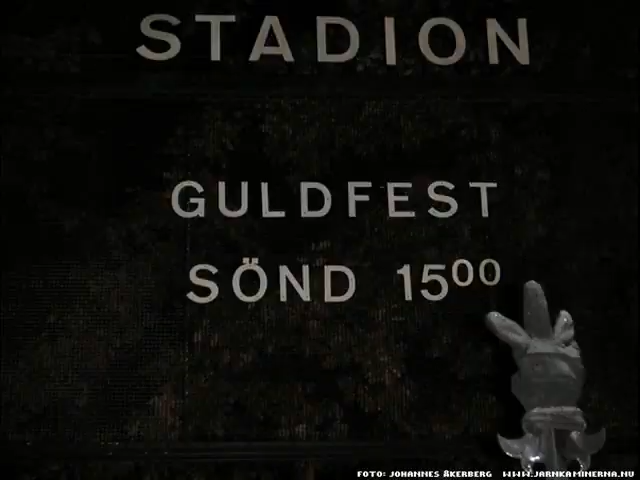 STADION
GULDFEST
SÖND 15⁰⁰
FOTO: JOHANNES ÅKERBERG WWW.JARNKAMINERNA.NU